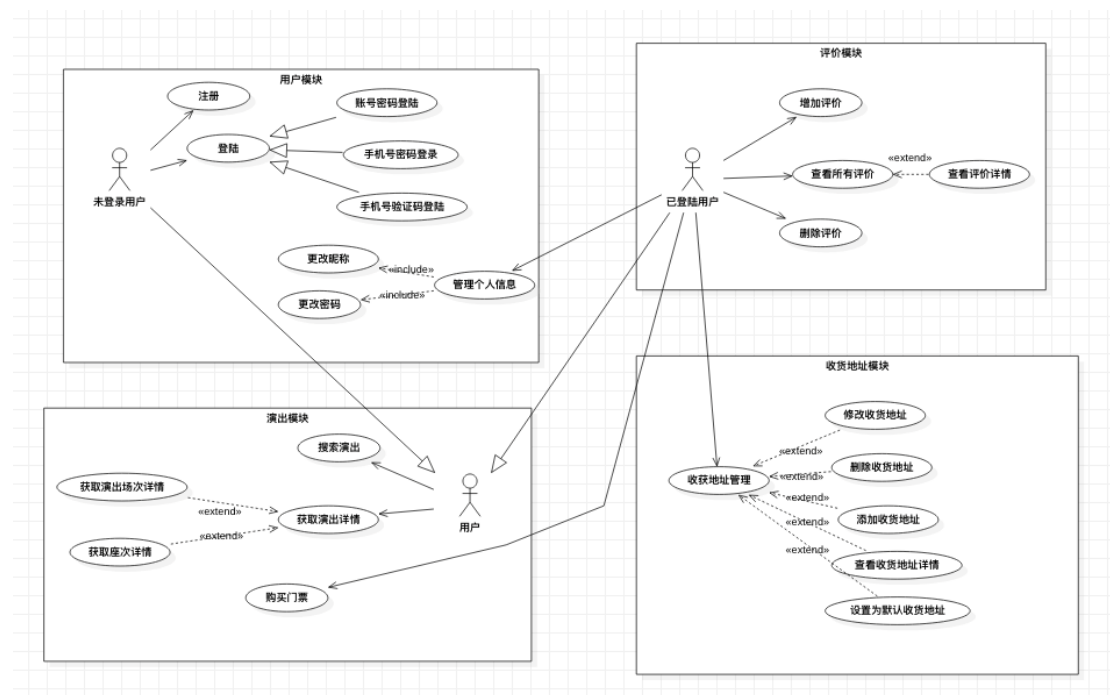 用户模块
注册
账号密码登陆
登陆
手机号密码登录
手机号验证码登陆
未登录用户
更改昵称
«include»
管理个人信息
更改密码
«include»
评价模块
增加评价
«extend»
查看所有评价
查看评价详情
已登陆用户
删除评价
演出模块
搜索演出
获取演出场次详情
«extend»
获取演出详情
用户
«extend»
获取座次详情
购买门票
收货地址模块
修改收货地址
«extend»
删除收货地址
收获地址管理
«extend»
«extend»
添加收货地址
«extend»
«extend»
查看收货地址详情
设置为默认收货地址